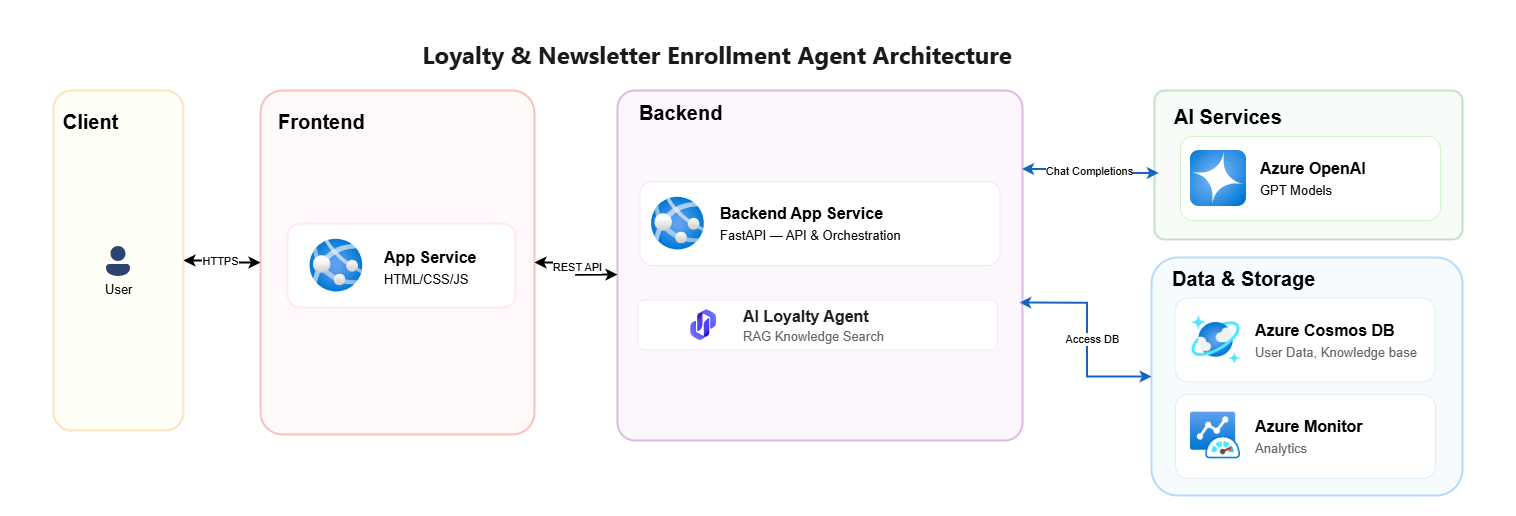 Loyalty & Newsletter Enrollment Agent Architecture
Client
User
HTTPS
Frontend
App Service
HTML/CSS/JS
REST API
Backend
Backend App Service
FastAPI — API & Orchestration
AI Loyalty Agent
RAG Knowledge Search
Chat Completions
Access DB
AI Services
Azure OpenAI
GPT Models
Data & Storage
Azure Cosmos DB
User Data, Knowledge base
Azure Monitor
Analytics